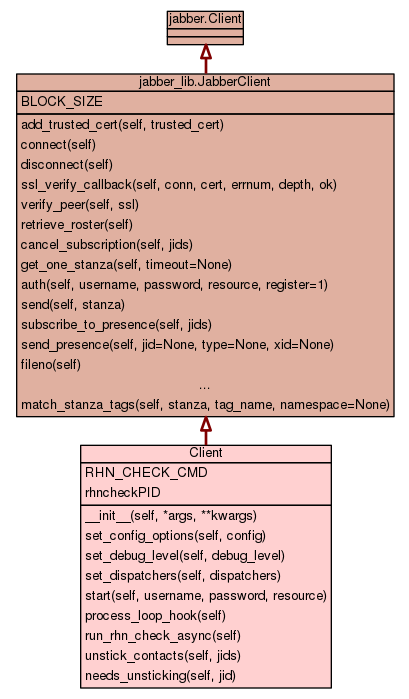 jabber.Client
jabber_lib.JabberClient
BLOCK_SIZE
add_trusted_cert(self, trusted_cert)
connect(self)
disconnect(self)
ssl_verify_callback(self, conn, cert, errnum, depth, ok)
verify_peer(self, ssl)
retrieve_roster(self)
cancel_subscription(self, jids)
get_one_stanza(self, timeout=None)
auth(self, username, password, resource, register=1)
send(self, stanza)
subscribe_to_presence(self, jids)
send_presence(self, jid=None, type=None, xid=None)
fileno(self)
...
match_stanza_tags(self, stanza, tag_name, namespace=None)
Client
RHN_CHECK_CMD
rhncheckPID
__init__(self, *args, **kwargs)
set_config_options(self, config)
set_debug_level(self, debug_level)
set_dispatchers(self, dispatchers)
start(self, username, password, resource)
process_loop_hook(self)
run_rhn_check_async(self)
unstick_contacts(self, jids)
needs_unsticking(self, jid)